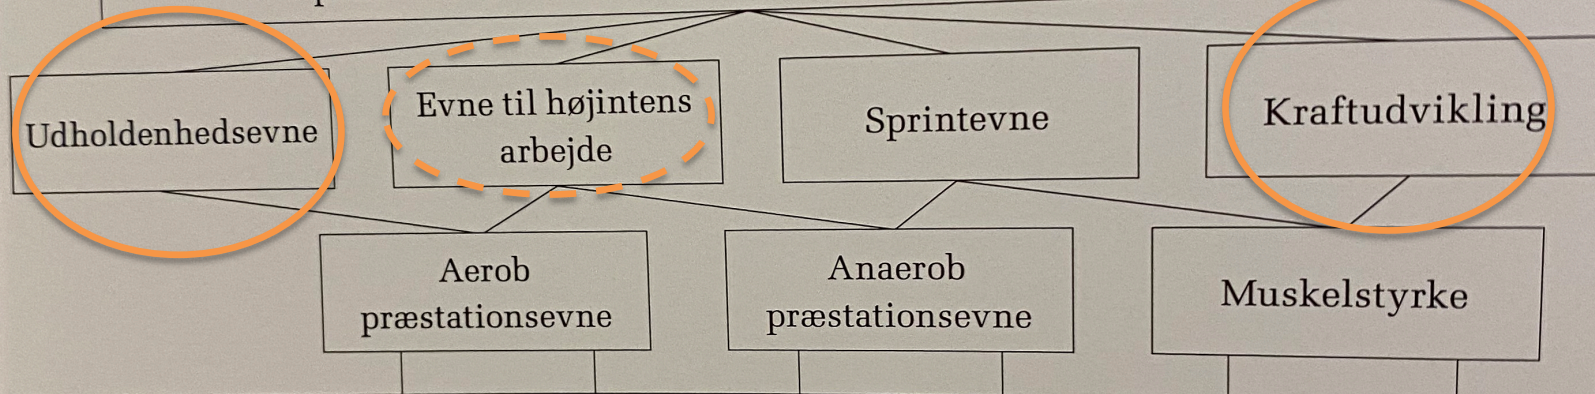 Udholdenhedsevne
Evne til højintens
arbejde
Sprintevne
Kraftudvikling
Aerob
præstationsevne
Anaerob
præstationsevne
Muskelstyrke